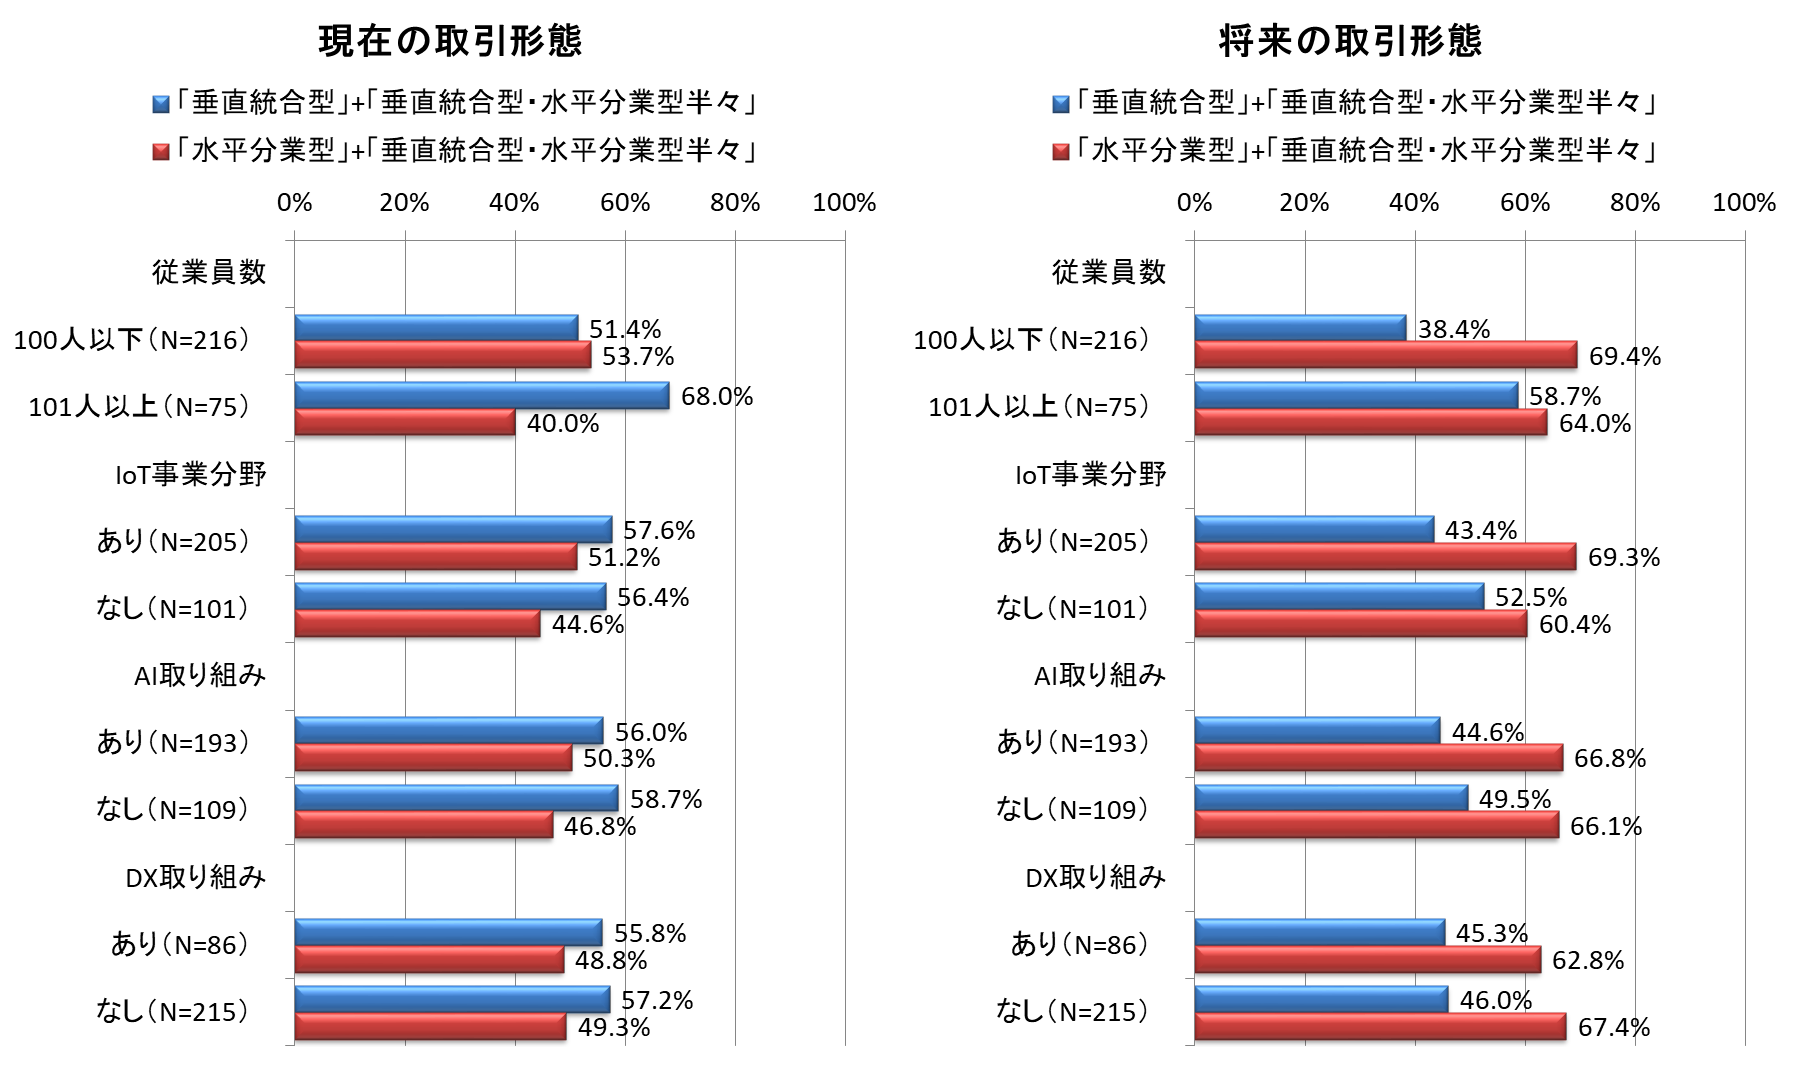 現在の取引形態
「垂直統合型」+「垂直統合型・水平分業型半々」
「水平分業型」+「垂直統合型・水平分業型半々」
0% 20% 40% 60% 80% 100%
従業員数
100人以下（N=216） 51.4%
53.7%
101人以上（N=75） 68.0%
40.0%
IoT事業分野
あり（N=205） 57.6%
51.2%
なし（N=101） 56.4%
44.6%
AI取り組み
あり（N=193） 56.0%
50.3%
なし（N=109） 58.7%
46.8%
DX取り組み
あり（N=86） 55.8%
48.8%
なし（N=215） 57.2%
49.3%
将来の取引形態
「垂直統合型」+「垂直統合型・水平分業型半々」
「水平分業型」+「垂直統合型・水平分業型半々」
0% 20% 40% 60% 80% 100%
従業員数
100人以下（N=216） 38.4%
69.4%
101人以上（N=75） 58.7%
64.0%
IoT事業分野
あり（N=205） 43.4%
69.3%
なし（N=101） 52.5%
60.4%
AI取り組み
あり（N=193） 44.6%
66.8%
なし（N=109） 49.5%
66.1%
DX取り組み
あり（N=86） 45.3%
62.8%
なし（N=215） 46.0%
67.4%